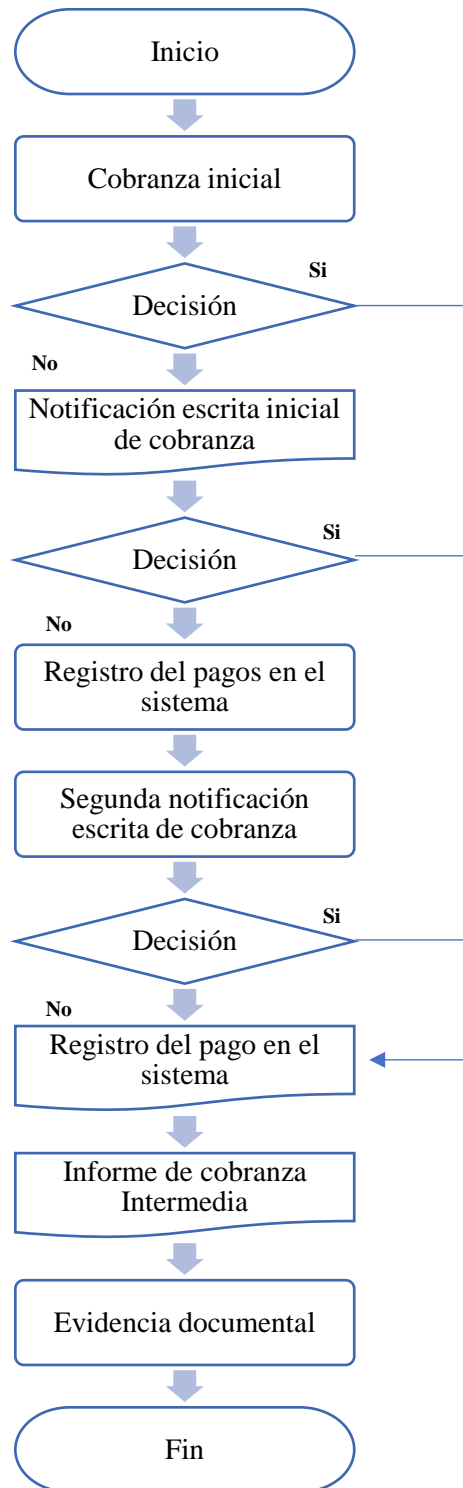 Inicio
Cobranza inicial
Si
Decisión
No
Notificación escrita inicial
de cobranza
Si
Decisión
No
Registro del pagos en el
sistema
Segunda notificación
escrita de cobranza
Si
Decisión
No
Registro del pago en el
sistema
Informe de cobranza
Intermedia
Evidencia documental
Fin